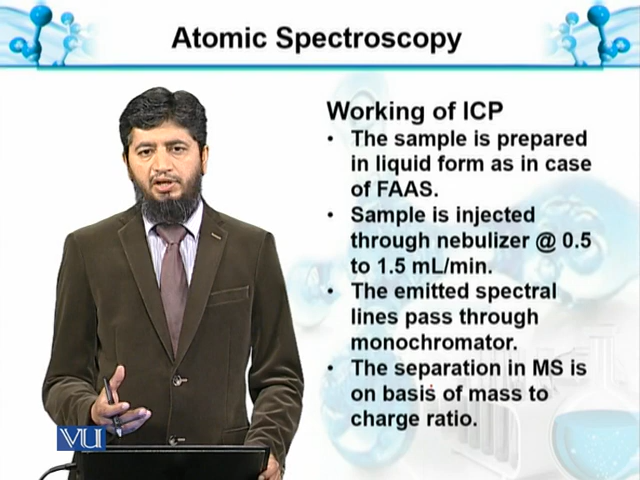 Atomic Spectroscopy
Working of ICP
• The sample is prepared
in liquid form as in case
of FAAS.
• Sample is injected
through nebulizer @ 0.5
to 1.5 mL/min.
• The emitted spectral
lines pass through
monochromator.
• The separation in MS is
on basis of mass to
charge ratio.
VU